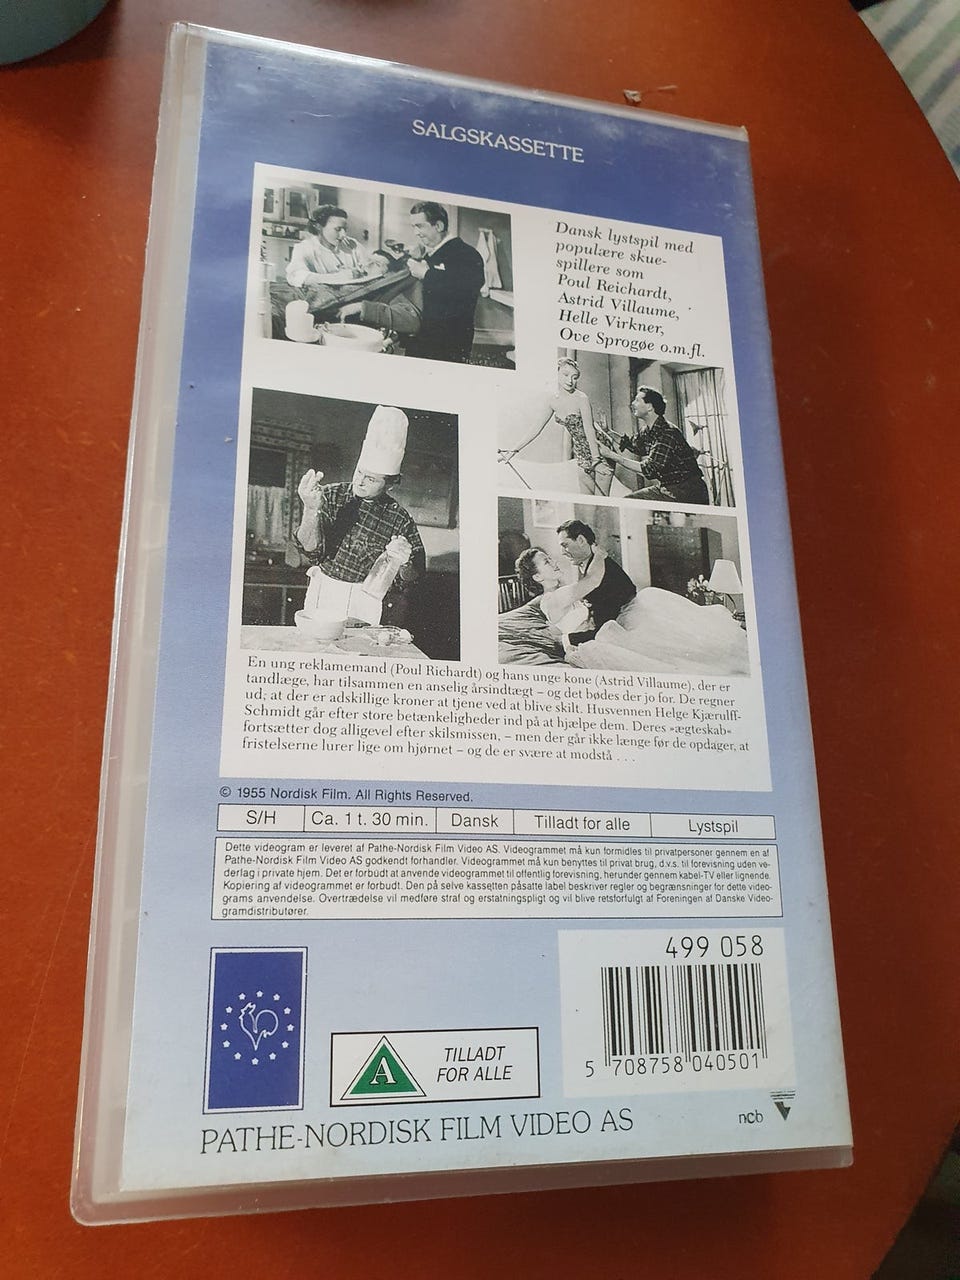 SALGSKASSETTE
Dansk lystspil med
populære skue-
spillere som
Poul Reichardt,
Astrid Villaume,
Helle Virkner,
Ove Sprogøe o.m.fl.
En ung reklamemand (Poul Richardt) og hans unge kone (Astrid Villaume), der er
tandlæge, har tilsammen en anselig årsindtægt – og det bødes der jo for. De regner
ud, at der er adskillige kroner at tjene ved at blive skilt. Husvennen Helge Kjærulff-
Schmidt går efter store betænkeligheder ind på at hjælpe dem. Deres »ægteskab«
fortsætter dog alligevel efter skilsmissen, – men der går ikke længe før de opdager, at
fristelserne lurer lige om hjørnet – og de er svære at modstå . . .
© 1955 Nordisk Film. All Rights Reserved.
S/H Ca. 1 t. 30 min. Dansk Tilladt for alle Lystspil
Dette videogram er leveret af Pathe-Nordisk Film Video AS. Videogrammet må kun formidles til privatpersoner gennem en af
Pathe-Nordisk Film Video AS godkendt forhandler. Videogrammet må kun benyttes til privat brug, d.v.s. til forevisning uden ve-
derlag i private hjem. Det er forbudt at anvende videogrammet til offentlig forevisning, herunder gennem kabel-TV eller lignende.
Kopiering af videogrammet er forbudt. Den på selve kassetten påsatte label beskriver regler og begrænsninger for dette video-
grams anvendelse. Overtrædelse vil medføre straf og erstatningspligt og vil blive retsforfulgt af Foreningen af Danske Video-
gramdistributører.
499 058
5 708758 040501
A
TILLADT
FOR ALLE
PATHE-NORDISK FILM VIDEO AS
ncb